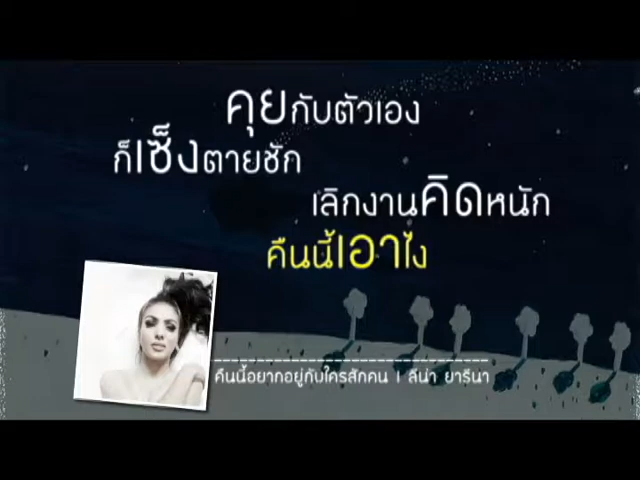 คุยกับตัวเอง
ก็เซ็งตายชัก
เลิกงานคิดหนัก
คืนนี้เอาไง
คืนนี้อยากอยู่กับใครสักคน l ลีน่า ยารีนา